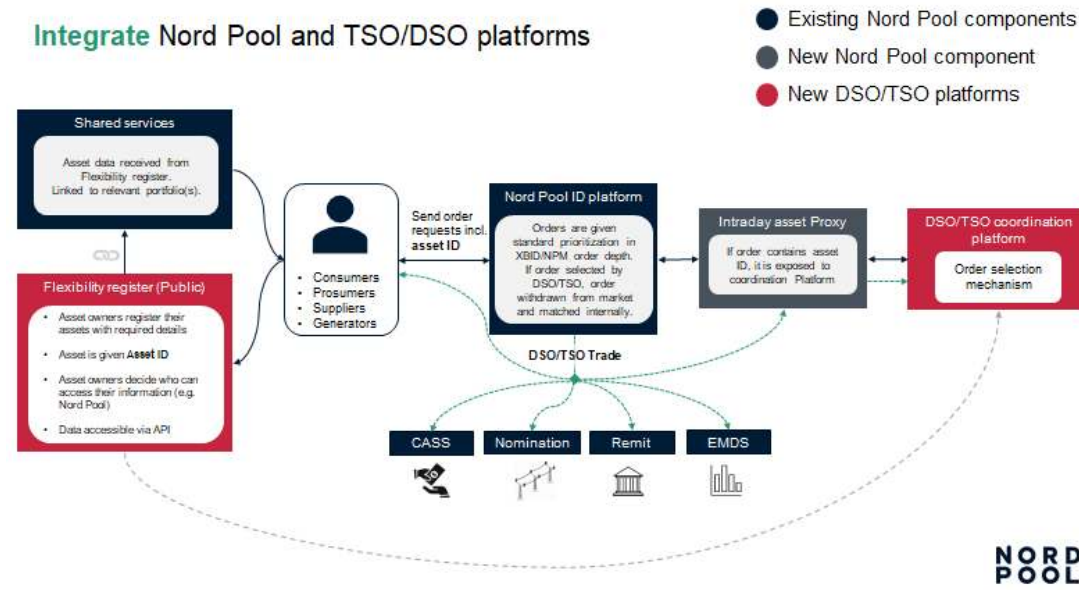 Integrate Nord Pool and TSO/DSO platforms
Existing Nord Pool components
New Nord Pool component
New DSO/TSO platforms
Shared services
Asset data received from
Flexibility register.
Linked to relevant portfolio(s).
Flexibility register (Public)
• Asset owners register their
assets with required details
• Asset is given Asset ID
• Asset owners decide who can
access their information (e.g.
Nord Pool)
• Data accessible via API
• Consumers
• Prosumers
• Suppliers
• Generators
Send order
requests incl.
asset ID
Nord Pool ID platform
Orders are given
standard prioritization in
XBID/NPM order depth.
If order selected by
DSO/TSO, order
withdrawn from market
and matched internally.
Intraday asset Proxy
If order contains asset
ID, it is exposed to
coordination Platform
DSO/TSO coordination
platform
Order selection
mechanism
DSO/TSO Trade
CASS
Nomination
Remit
EMDS
NORD
POOL